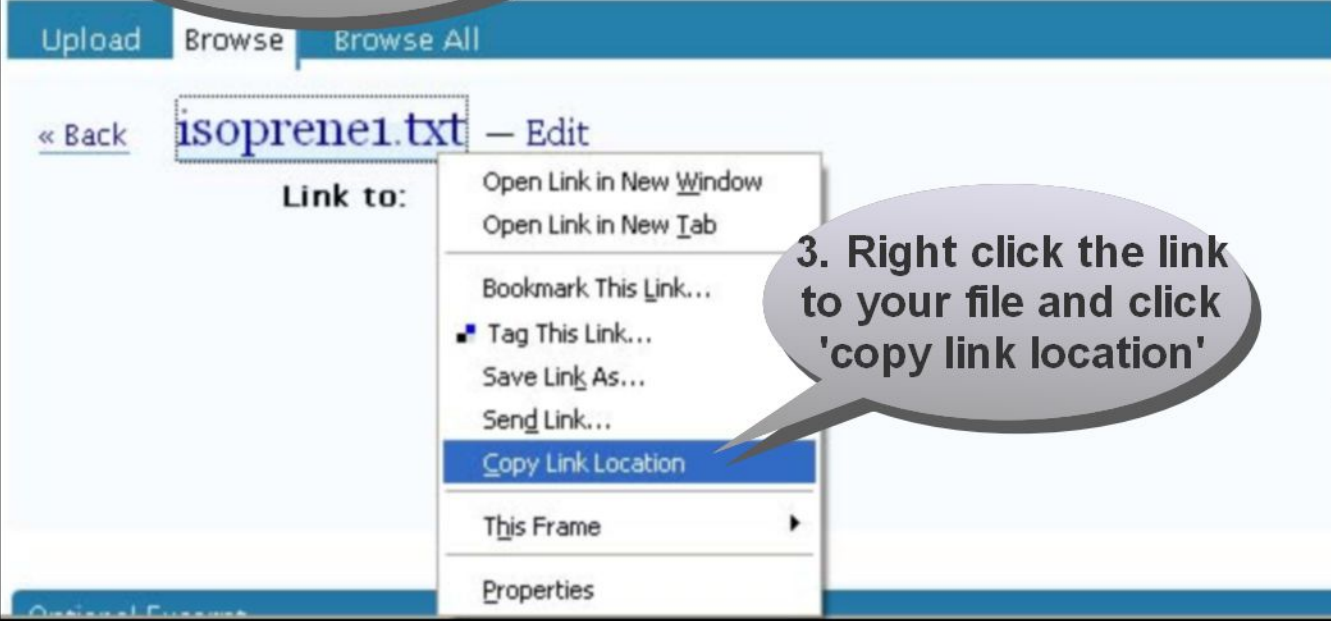 Upload Browse Browse All
« Back isoprene1.txt — Edit
Link to:
Open Link in New Window
Open Link in New Tab
Bookmark This Link...
Tag This Link...
Save Link As...
Send Link...
Copy Link Location
This Frame
Properties
3. Right click the link
to your file and click
'copy link location'